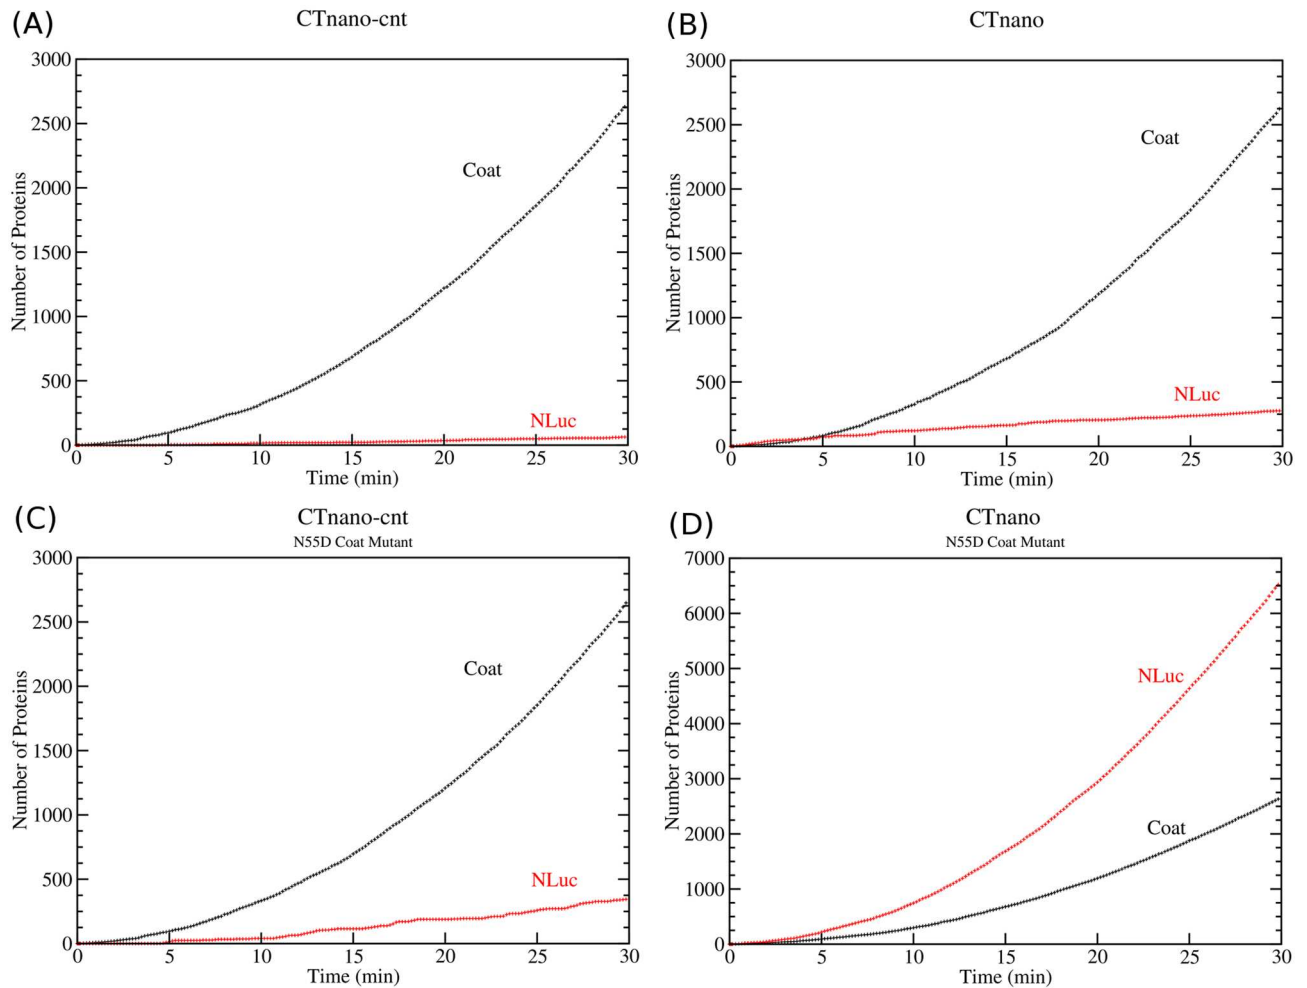 (A)
CTnano-cnt
3000
2500
2000
1500
1000
500
0
Number of Proteins
Coat
NLuc
0 5 10 15 20 25 30
Time (min)
(B)
CTnano
3000
2500
2000
1500
1000
500
0
Number of Proteins
Coat
NLuc
0 5 10 15 20 25 30
Time (min)
(C)
CTnano-cnt
N55D Coat Mutant
3000
2500
2000
1500
1000
500
0
Number of Proteins
Coat
NLuc
0 5 10 15 20 25 30
Time (min)
(D)
CTnano
N55D Coat Mutant
7000
6000
5000
4000
3000
2000
1000
0
Number of Proteins
NLuc
Coat
0 5 10 15 20 25 30
Time (min)